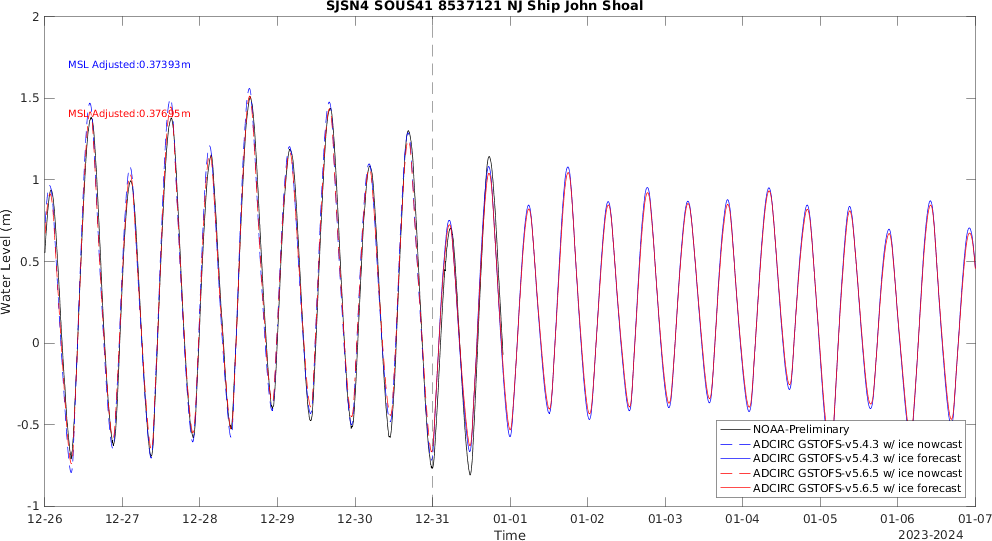 SJSN4 SOUS41 8537121 NJ Ship John Shoal
2
1.5
1
0.5
0
-0.5
-1
Water Level (m)
MSL Adjusted:0.37393m
MSL Adjusted:0.37695m
NOAA-Preliminary
ADCIRC GSTOFS-v5.4.3 w/ ice nowcast
ADCIRC GSTOFS-v5.4.3 w/ ice forecast
ADCIRC GSTOFS-v5.6.5 w/ ice nowcast
ADCIRC GSTOFS-v5.6.5 w/ ice forecast
12-26 12-27 12-28 12-29 12-30 12-31 01-01 01-02 01-03 01-04 01-05 01-06 01-07
Time
2023-2024